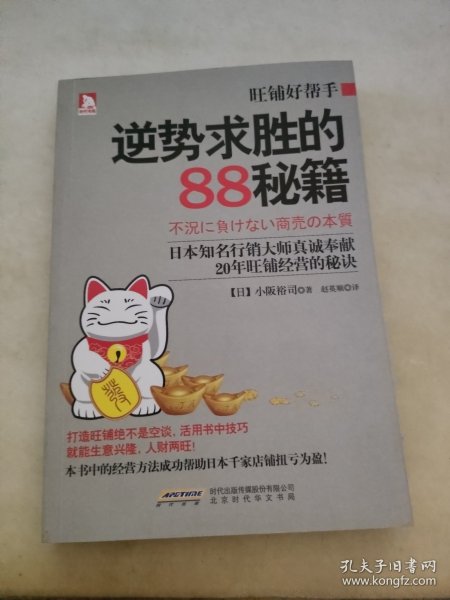 旺铺好帮手
逆势求胜的
88秘籍
不況に負けない商売の本質
日本知名行销大师真诚奉献
20年旺铺经营的秘诀
【日】小阪裕司◎著 赵英顺◎译
打造旺铺绝不是空谈,活用书中技巧
就能生意兴隆,人财两旺!
本书中的经营方法成功帮助日本千家店铺扭亏为盈!
APCTIME
时代出版传媒股份有限公司
北京时代华文书局
孔夫子旧书网
www.kongfz.com